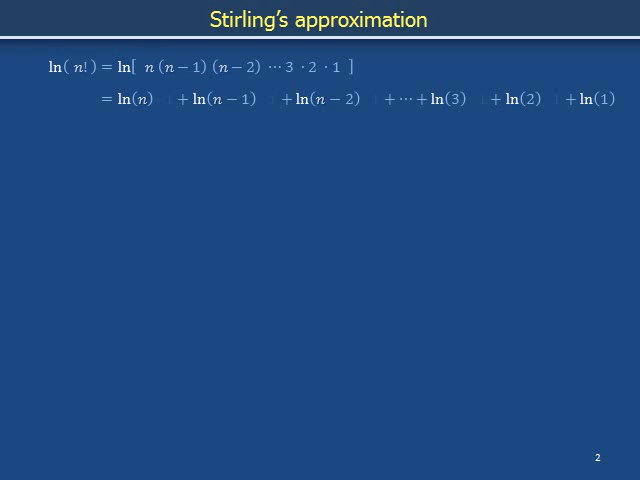 Stirling's approximation
ln( n! ) = ln[ n (n − 1) (n − 2) ⋯ 3 · 2 · 1 ]
= ln(n) + ln(n − 1) + ln(n − 2) + ⋯ + ln(3) + ln(2) + ln(1)
2